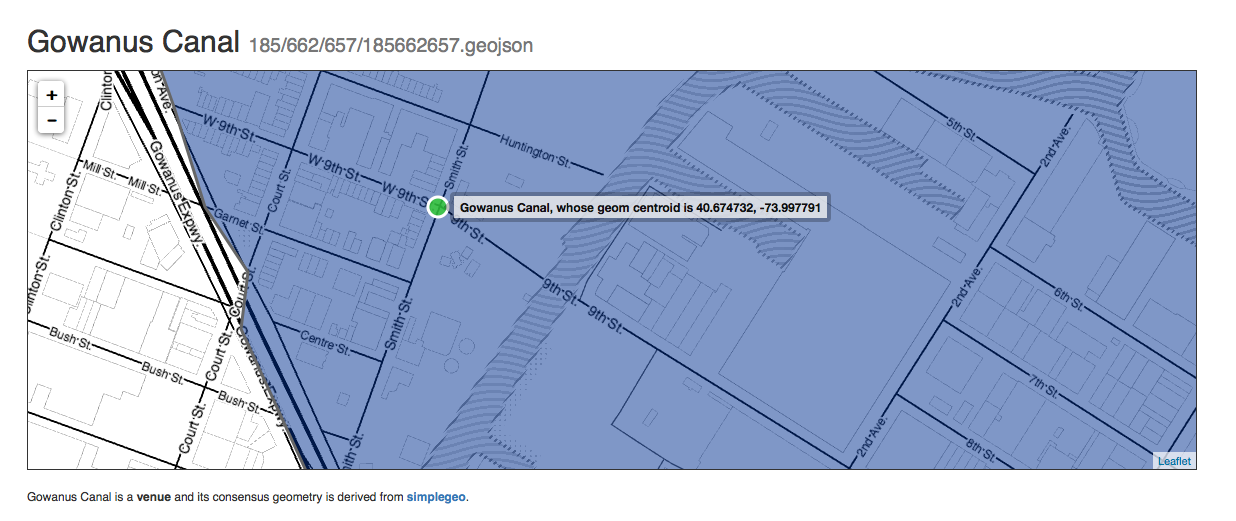 Gowanus Canal 185/662/657/185662657.geojson
+
−
Clinton
on Ave.
W 9th St.
Huntington St.
5th St.
2nd Ave.
Gowanus Expwy.
Mill St.
Mill St.
W 9th St.
Smith St.
Court St.
W 9th St.
Clinton St.
Gowanus Canal, whose geom centroid is 40.674732, -73.997791
Garnet St.
9th St.
linton St.
Court St.
9th St.
9th St.
2nd Ave.
6th St.
Smith St.
Bush St.
Court St.
Centre St.
Gowanus Expwy.
Bush St.
7th St.
Bush St.
Court St.
2nd Ave.
8th St.
ith St.
Leaflet
Gowanus Canal is a venue and its consensus geometry is derived from simplegeo.